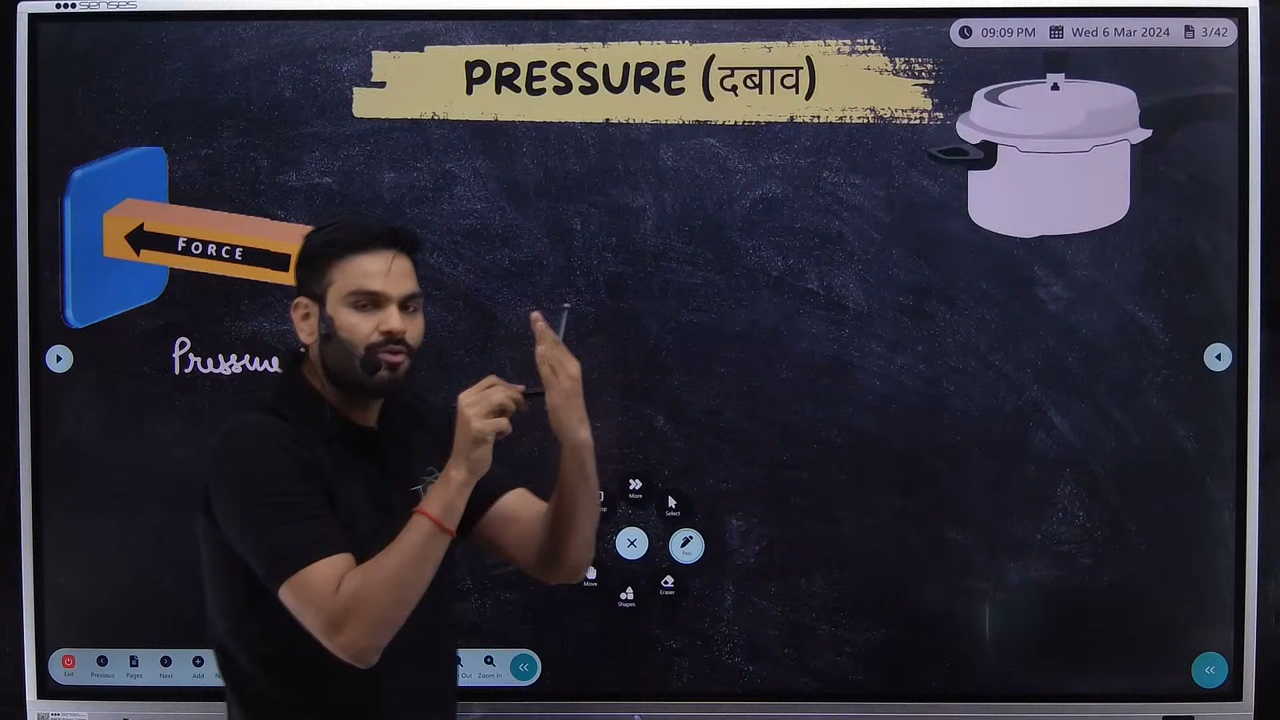 senses
09:09 PM Wed 6 Mar 2024 3/42
PRESSURE (दबाव)
FORCE
Pressure
More
Select
Pen
Move
Eraser
Shapes
Exit
Previous
Pages
Next
Add
Out
Zoom In